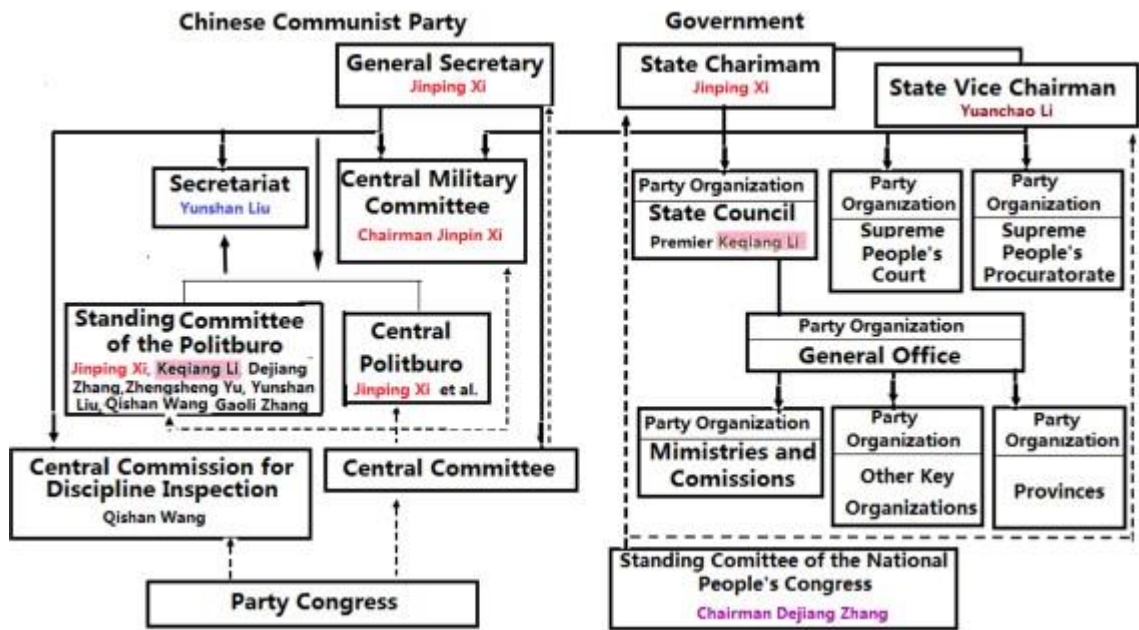 Chinese Communist Party
Government
General Secretary
Jinping Xi
State Charimam
Jinping Xi
State Vice Chairman
Yuanchao Li
Secretariat
Yunshan Liu
Central Military
Committee
Chairman Jinpin Xi
Party Organization
State Council
Premier Keqiang Li
Party
Organization
Supreme
People's
Court
Party
Organization
Supreme
People's
Procuratorate
Standing Committee
of the Politburo
Jinping Xi, Keqiang Li, Dejiang
Zhang,Zhengsheng Yu, Yunshan
Liu, Qishan Wang Gaoli Zhang
Central
Politburo
Jinping Xi et al.
Party Organization
General Office
Central Commission for
Discipline Inspection
Qishan Wang
Central Committee
Party Organization
Mimistries and
Comissions
Party
Organization
Other Key
Organizations
Party
Organization
Provinces
Party Congress
Standing Comittee of the National
People's Congress
Chairman Dejiang Zhang